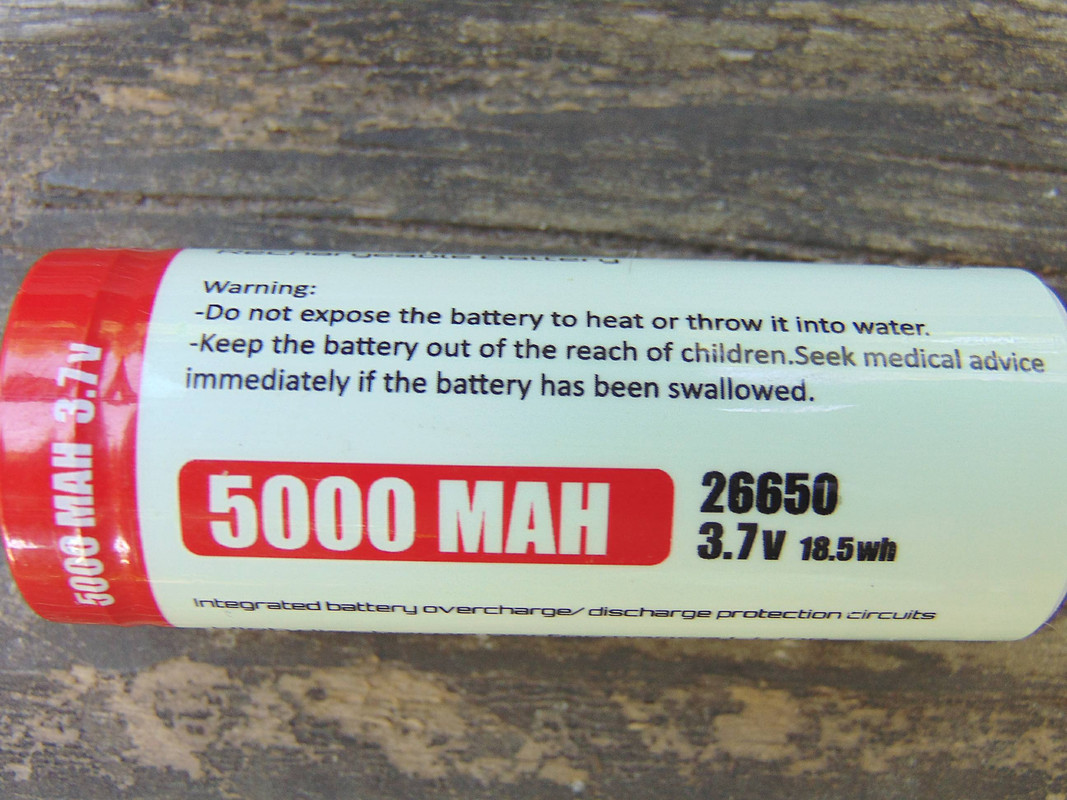 Rechargeable Battery
Warning:
-Do not expose the battery to heat or throw it into water.
-Keep the battery out of the reach of children.Seek medical advice
immediately if the battery has been swallowed.
5000 MAH 3.7V
5000 MAH
26650
3.7V 18.5wh
Integrated battery overcharge/discharge protection circuits